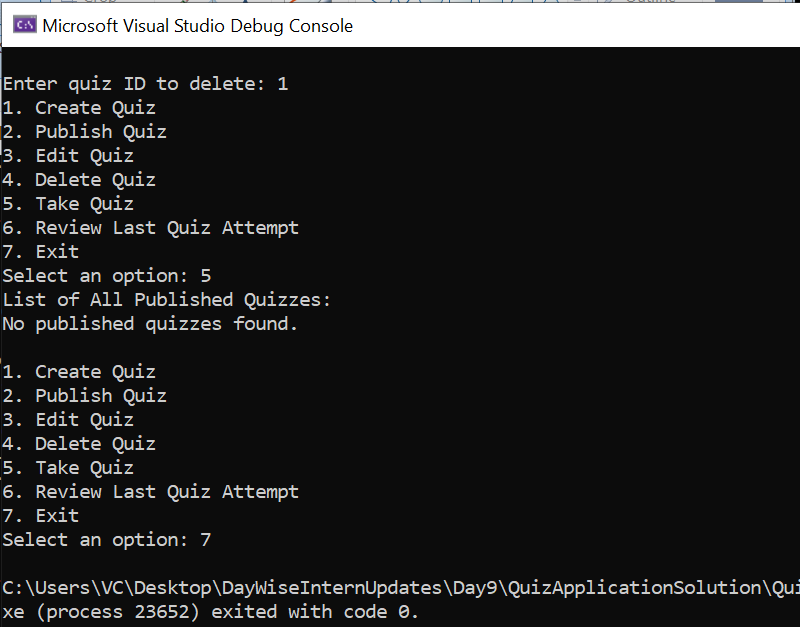 Microsoft Visual Studio Debug Console
Enter quiz ID to delete: 1
1. Create Quiz
2. Publish Quiz
3. Edit Quiz
4. Delete Quiz
5. Take Quiz
6. Review Last Quiz Attempt
7. Exit
Select an option: 5
List of All Published Quizzes:
No published quizzes found.
1. Create Quiz
2. Publish Quiz
3. Edit Quiz
4. Delete Quiz
5. Take Quiz
6. Review Last Quiz Attempt
7. Exit
Select an option: 7
C:\Users\VC\Desktop\DayWiseInternUpdates\Day9\QuizApplicationSolution\Qui
xe (process 23652) exited with code 0.